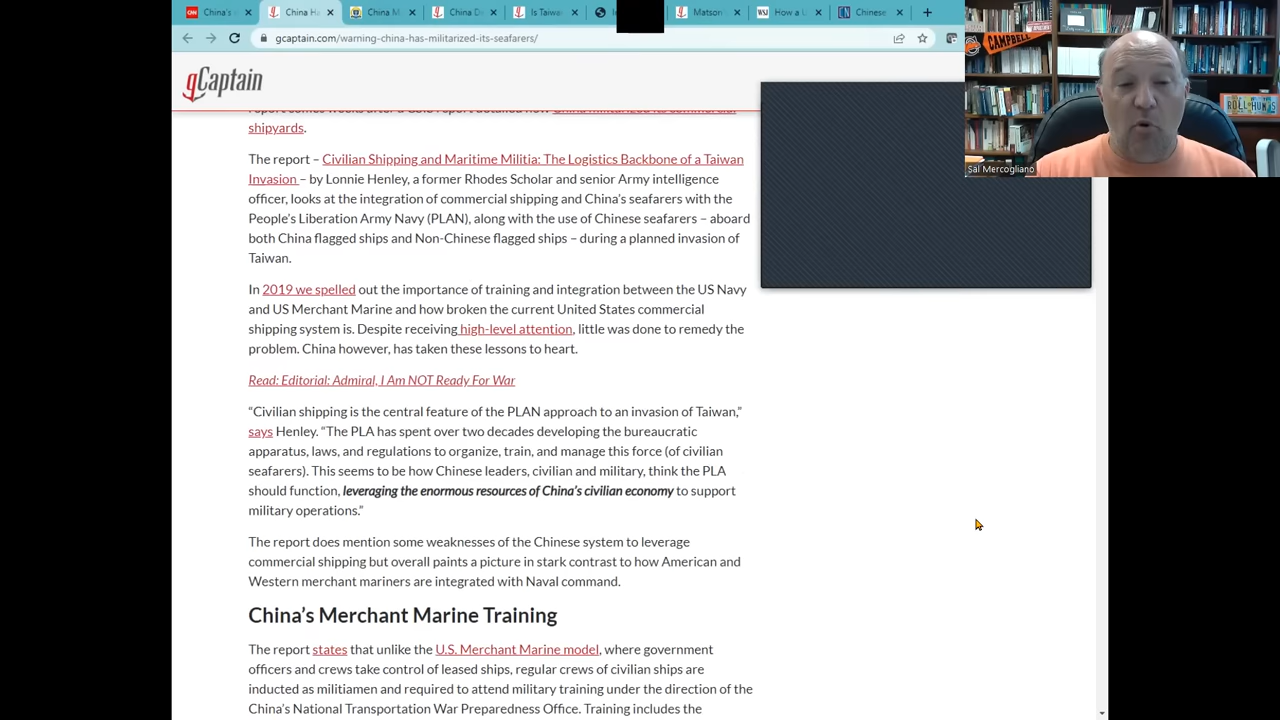 China's
China Ha
China M
China De
Is Taiwa
Matson
How a U
Chinese
gcaptain.com/warning-china-has-militarized-its-seafarers/
CAMPBELL
ROLL HUMPS
Sal Mercogliano
gCaptain
shipyards.
The report – Civilian Shipping and Maritime Militia: The Logistics Backbone of a Taiwan
Invasion – by Lonnie Henley, a former Rhodes Scholar and senior Army intelligence
officer, looks at the integration of commercial shipping and China's seafarers with the
People's Liberation Army Navy (PLAN), along with the use of Chinese seafarers – aboard
both China flagged ships and Non-Chinese flagged ships – during a planned invasion of
Taiwan.
In 2019 we spelled out the importance of training and integration between the US Navy
and US Merchant Marine and how broken the current United States commercial
shipping system is. Despite receiving high-level attention, little was done to remedy the
problem. China however, has taken these lessons to heart.
Read: Editorial: Admiral, I Am NOT Ready For War
“Civilian shipping is the central feature of the PLAN approach to an invasion of Taiwan,”
says Henley. “The PLA has spent over two decades developing the bureaucratic
apparatus, laws, and regulations to organize, train, and manage this force (of civilian
seafarers). This seems to be how Chinese leaders, civilian and military, think the PLA
should function, leveraging the enormous resources of China's civilian economy to support
military operations.”
The report does mention some weaknesses of the Chinese system to leverage
commercial shipping but overall paints a picture in stark contrast to how American and
Western merchant mariners are integrated with Naval command.
China's Merchant Marine Training
The report states that unlike the U.S. Merchant Marine model, where government
officers and crews take control of leased ships, regular crews of civilian ships are
inducted as militiamen and required to attend military training under the direction of the
China's National Transportation War Preparedness Office. Training includes the